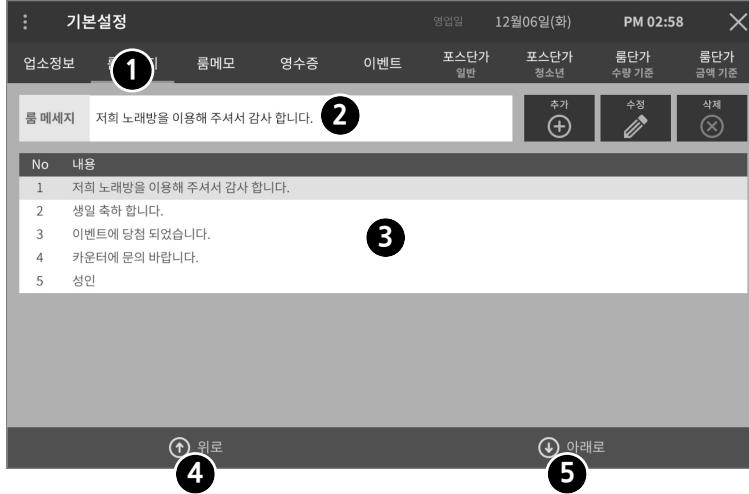 기본설정 영업일 12월06일(화) PM 02:58
업소정보 1 룸메모 영수증 이벤트 포스단가 포스단가 룸단가 룸단가
일반 청소년 수량 기준 금액 기준
룸 메세지 저희 노래방을 이용해 주셔서 감사 합니다. 2 추가 수정 삭제
No 내용
1 저희 노래방을 이용해 주셔서 감사 합니다.
2 생일 축하 합니다.
3 이벤트에 당첨 되었습니다. 3
4 카운터에 문의 바랍니다.
5 성인
위로 아래로
4 5